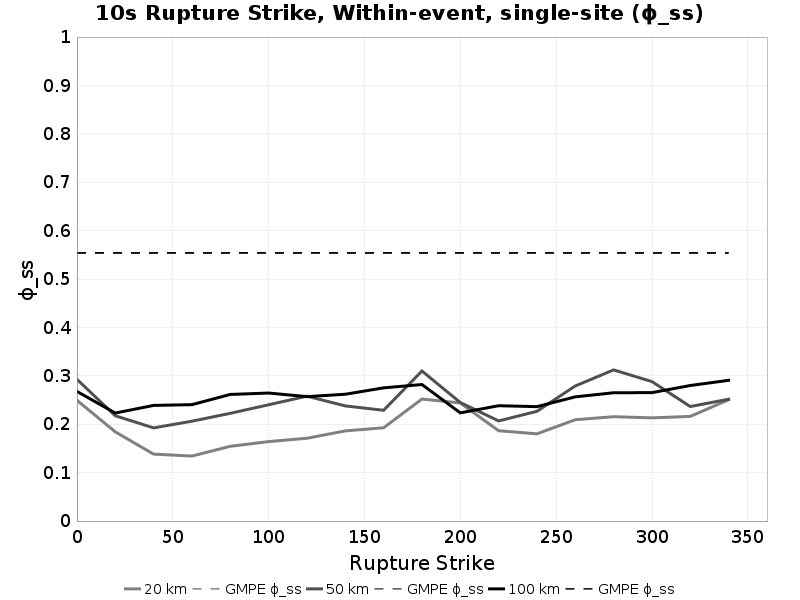 10s Rupture Strike, Within-event, single-site (ϕ_ss)
1
0.9
0.8
0.7
0.6
0.5
0.4
0.3
0.2
0.1
0
ϕ_ss
0 50 100 150 200 250 300 350
Rupture Strike
20 km GMPE ϕ_ss 50 km GMPE ϕ_ss 100 km GMPE ϕ_ss